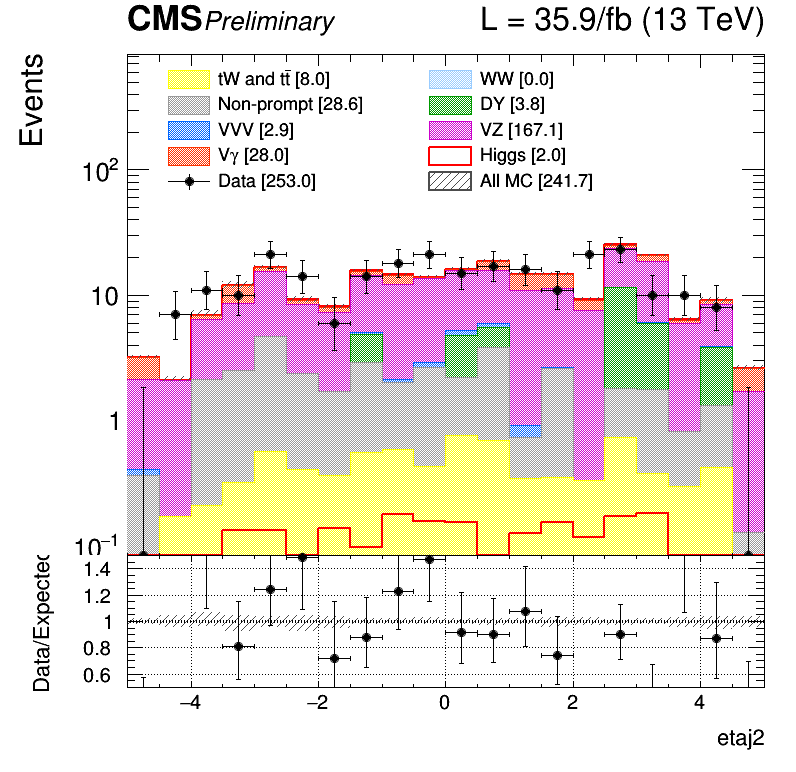 CMS Preliminary L = 35.9/fb (13 TeV)
Events
tW and tt̄ [8.0] WW [0.0]
Non-prompt [28.6] DY [3.8]
VVV [2.9] VZ [167.1]
Vγ [28.0] Higgs [2.0]
Data [253.0] All MC [241.7]
10²
10
1
10⁻¹
Data/Expected
1.4
1.2
1
0.8
0.6
−4 −2 0 2 4
etaj2